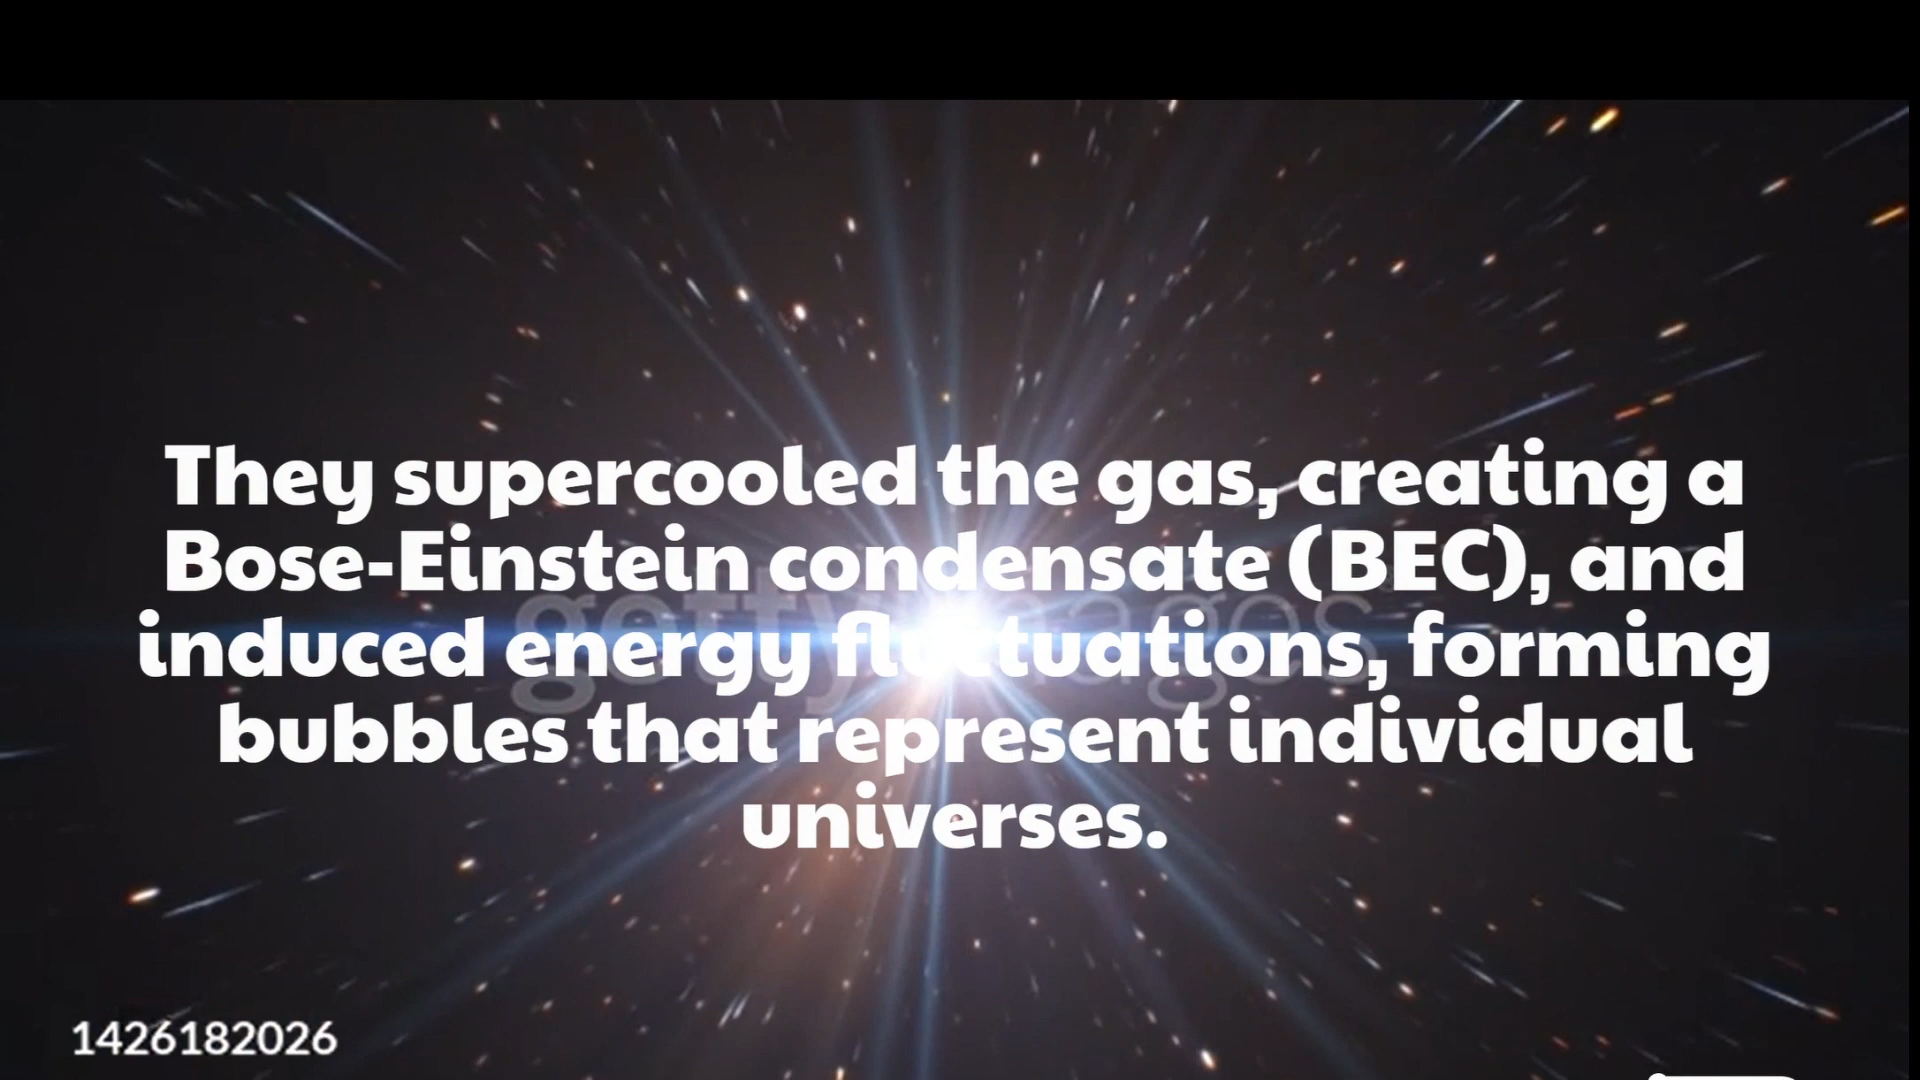 They supercooled the gas, creating a
Bose-Einstein condensate (BEC), and
induced energy fluctuations, forming
bubbles that represent individual
universes.
gettyimages
1426182026